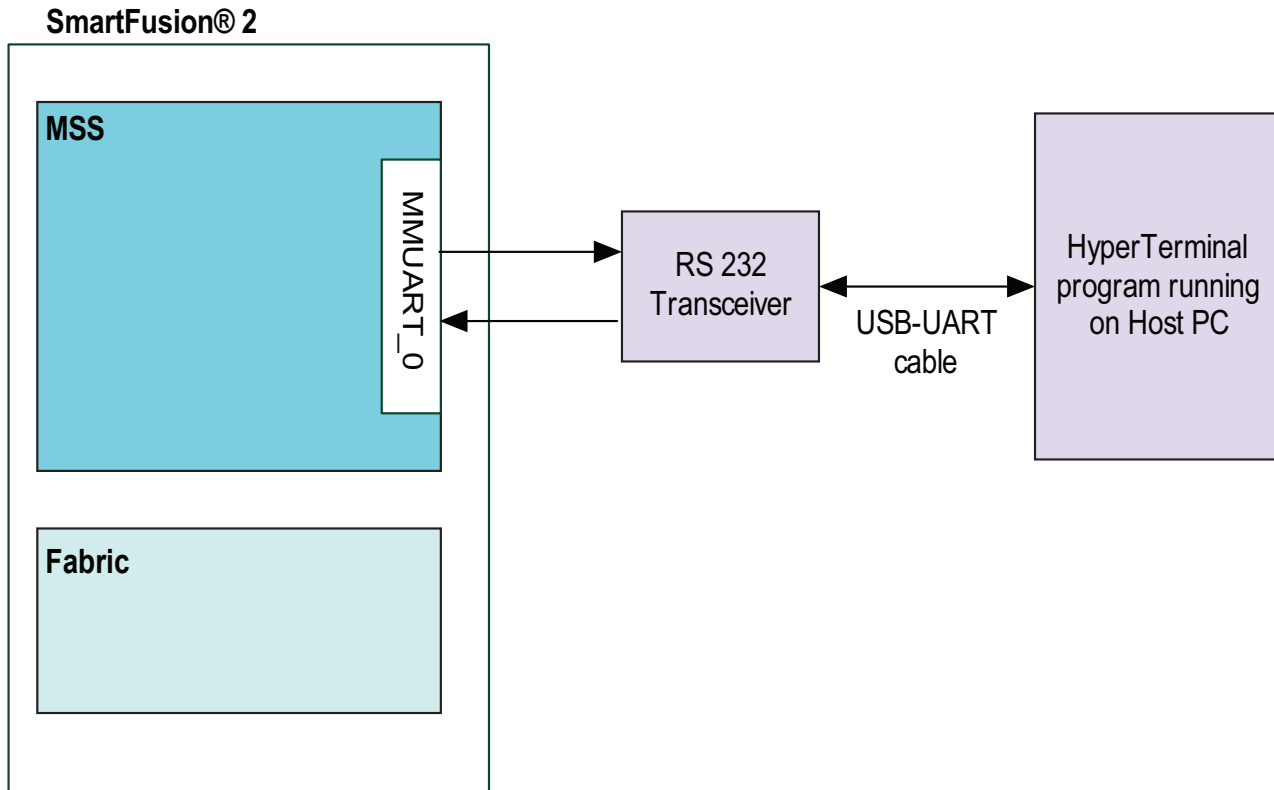 SmartFusion® 2
MSS
MMUART_0
RS 232
Transceiver
USB-UART
cable
HyperTerminal
program running
on Host PC
Fabric